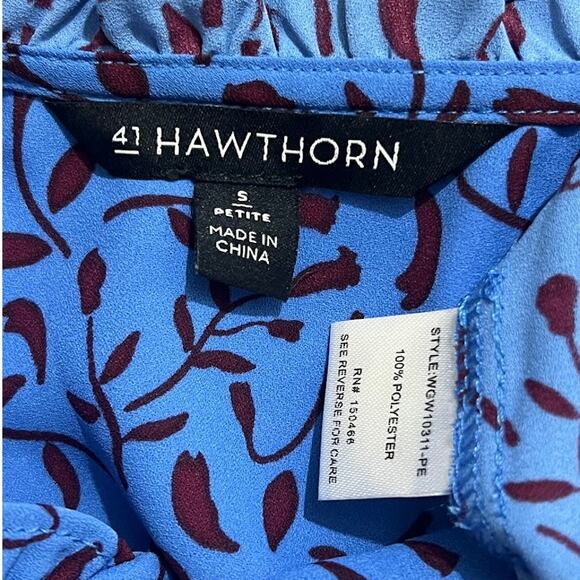 41 HAWTHORN
S
PETITE
MADE IN
CHINA
STYLE:WGW10311-PE
100% POLYESTER
RN# 150466
SEE REVERSE FOR CARE